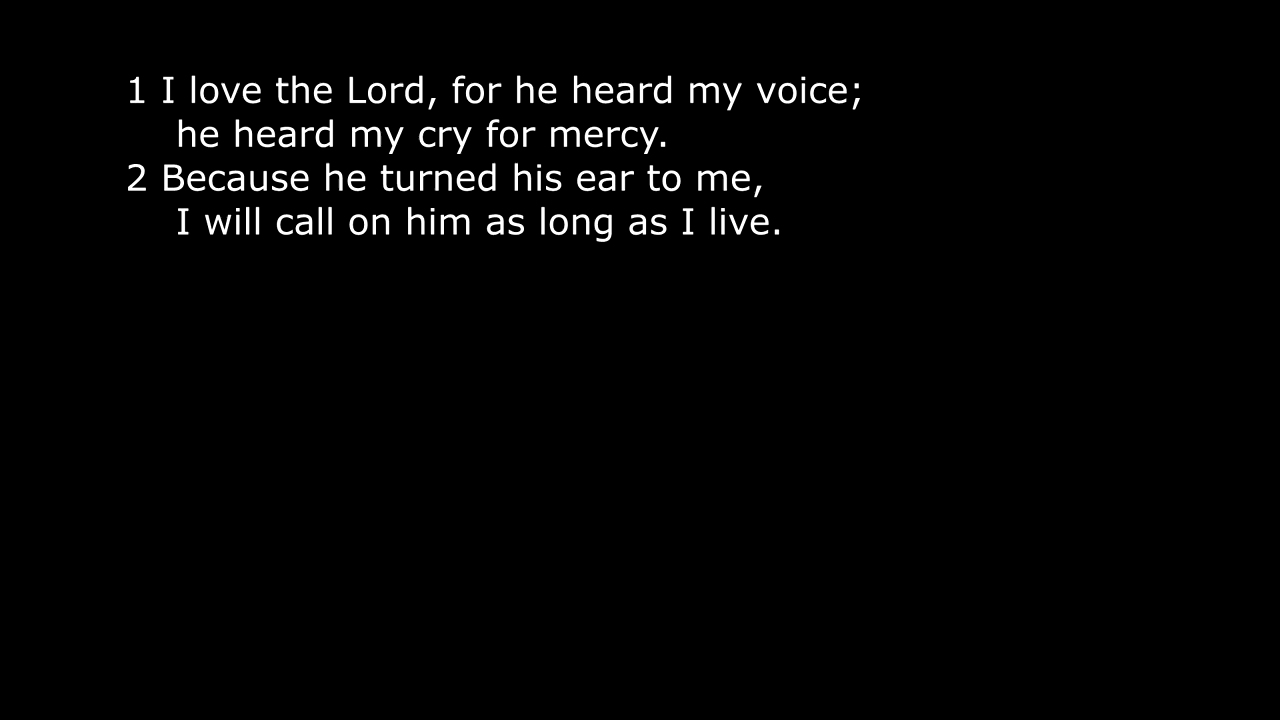 1 I love the Lord, for he heard my voice;
he heard my cry for mercy.
2 Because he turned his ear to me,
I will call on him as long as I live.